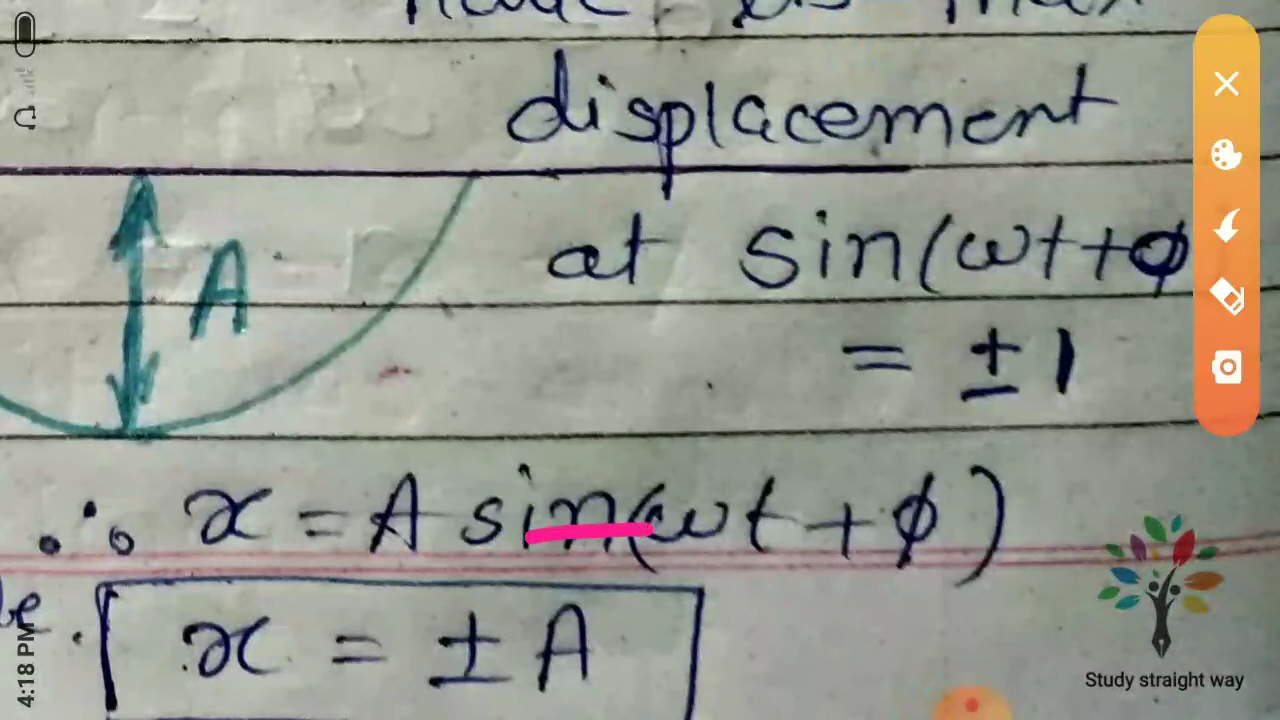 displacement
A
at sin(ωt+φ
= ±1
∴ x = A sin(ωt + φ)
x = ± A
4:18 PM
Study straight way